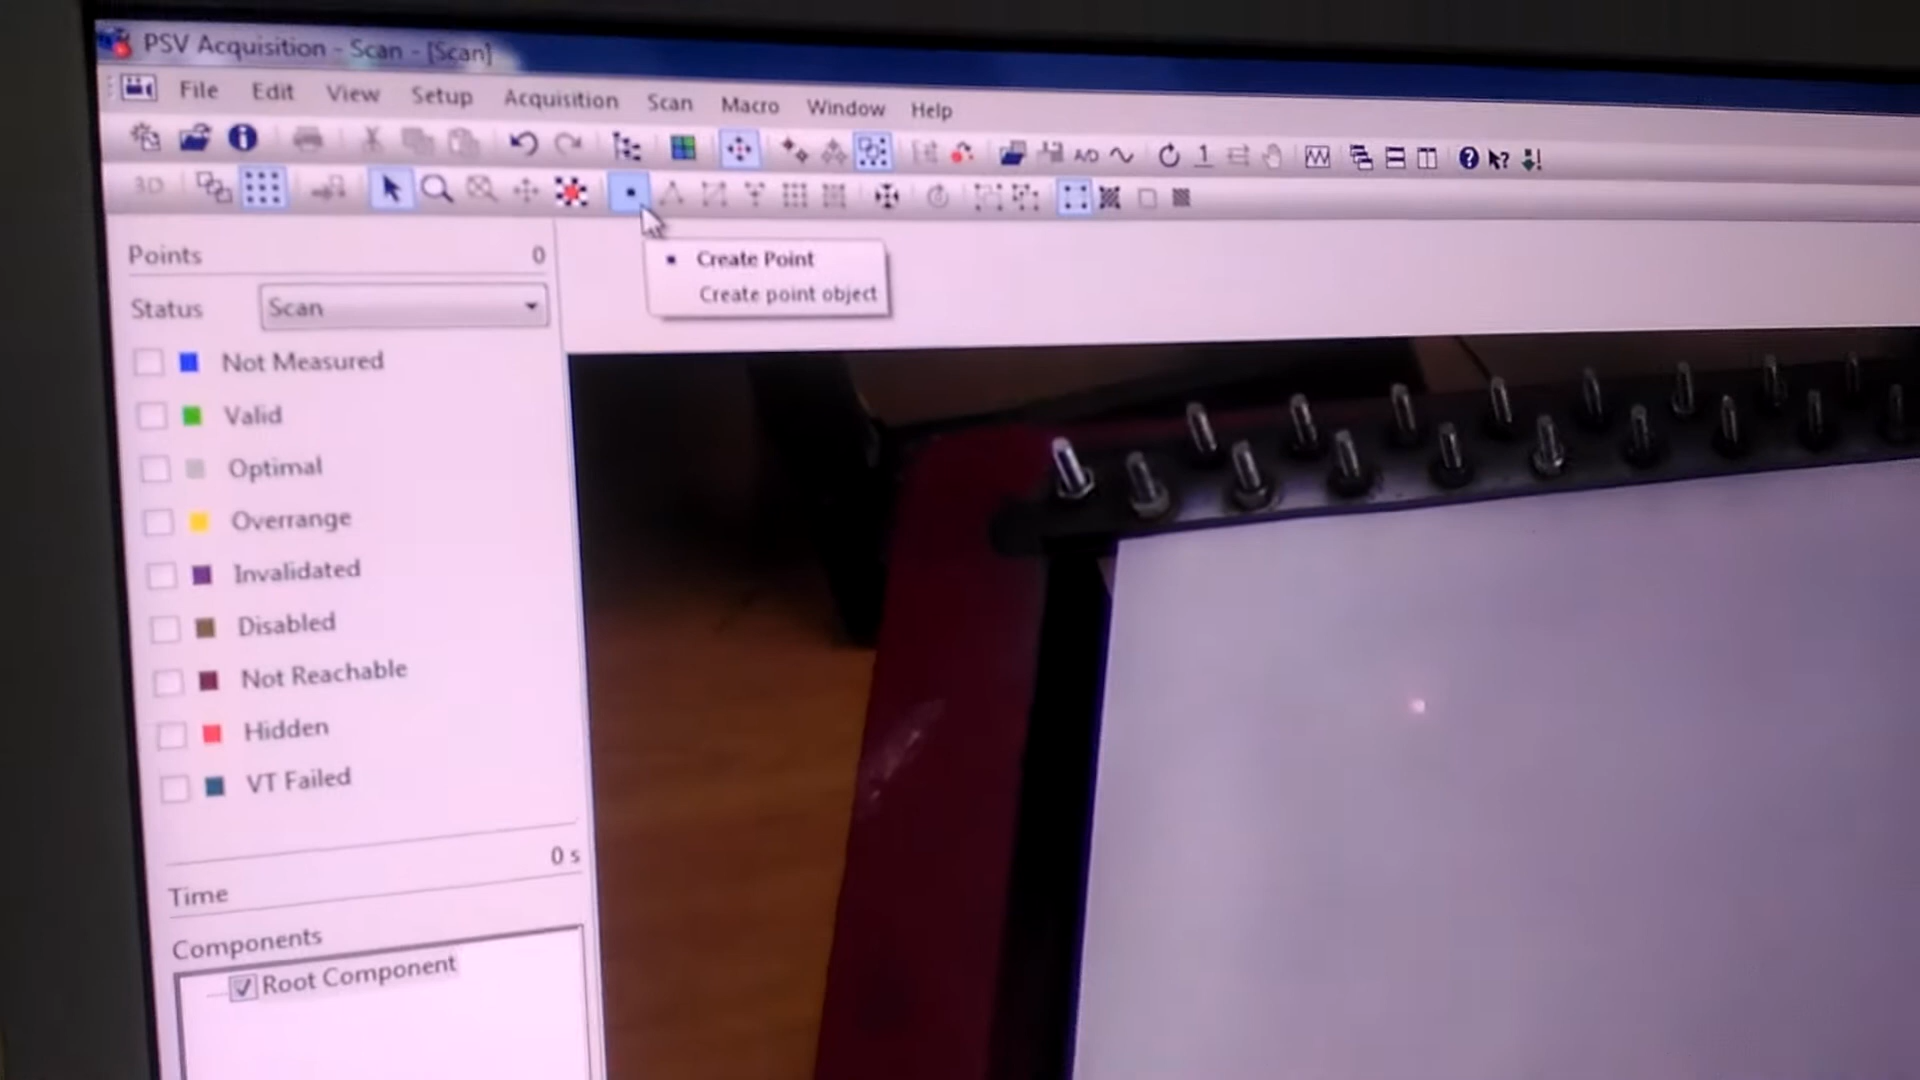 PSV Acquisition - Scan - [Scan]
File Edit View Setup Acquisition Scan Macro Window Help
A/D 1
3D
Points 0
Create Point
Create point object
Status Scan
Not Measured
Valid
Optimal
Overrange
Invalidated
Disabled
Not Reachable
Hidden
VT Failed
0 s
Time
Components
Root Component